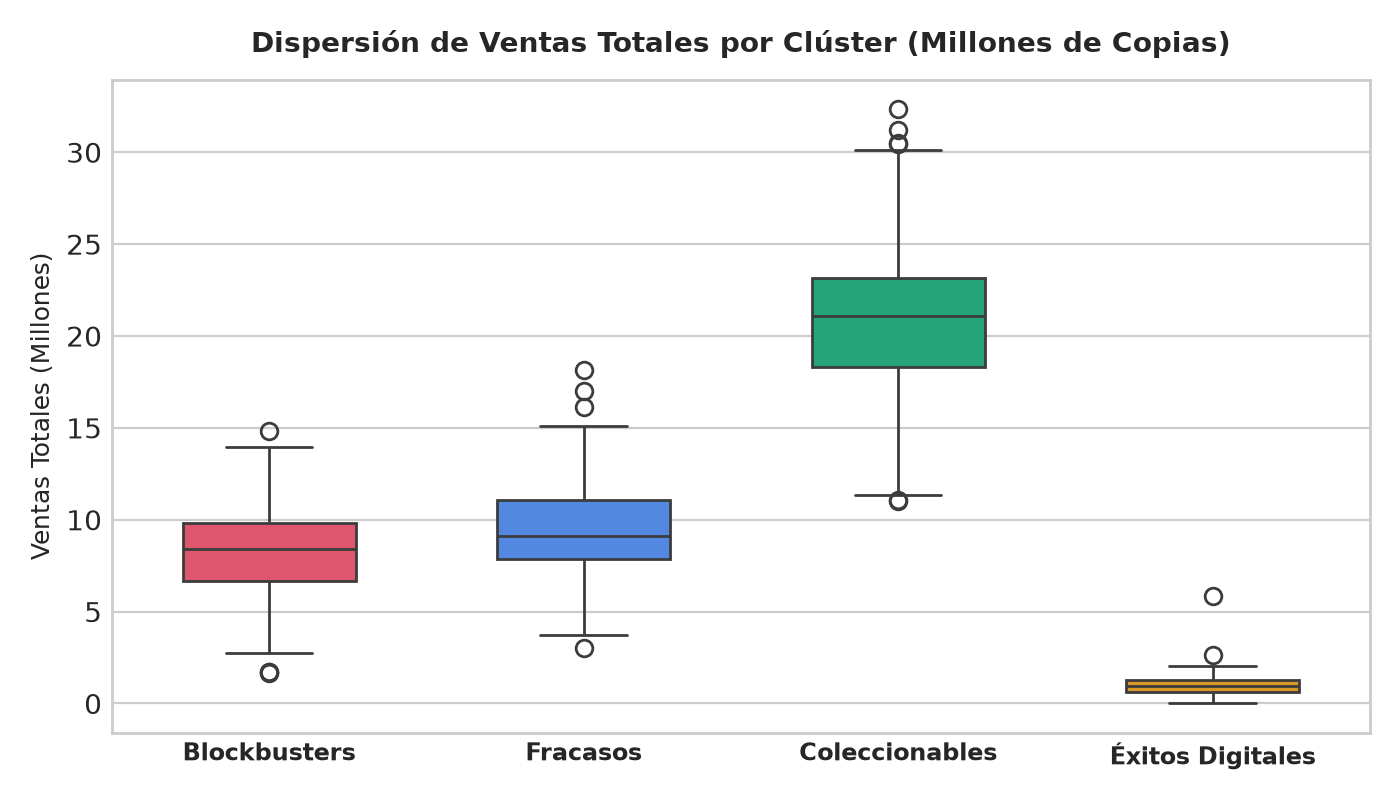 Dispersión de Ventas Totales por Clúster (Millones de Copias)
Ventas Totales (Millones)
30
25
20
15
10
5
0
Blockbusters Fracasos Coleccionables Éxitos Digitales